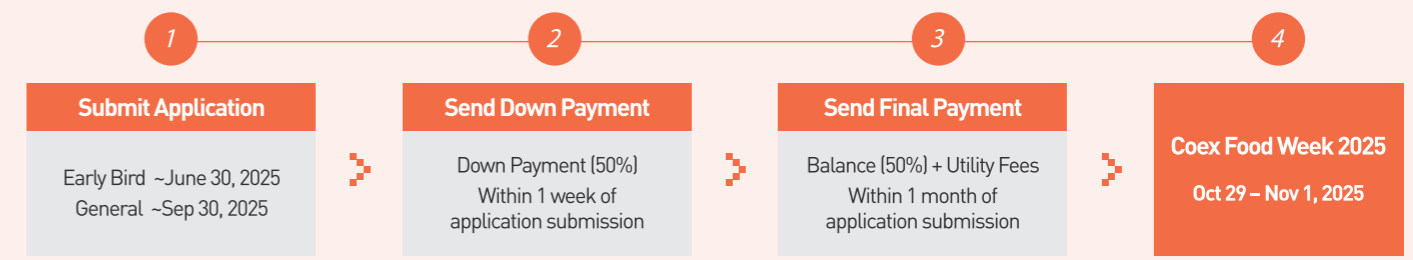 1
2
3
4
Submit Application
Early Bird ~June 30, 2025
General ~Sep 30, 2025
Send Down Payment
Down Payment (50%)
Within 1 week of
application submission
Send Final Payment
Balance (50%) + Utility Fees
Within 1 month of
application submission
Coex Food Week 2025
Oct 29 – Nov 1, 2025